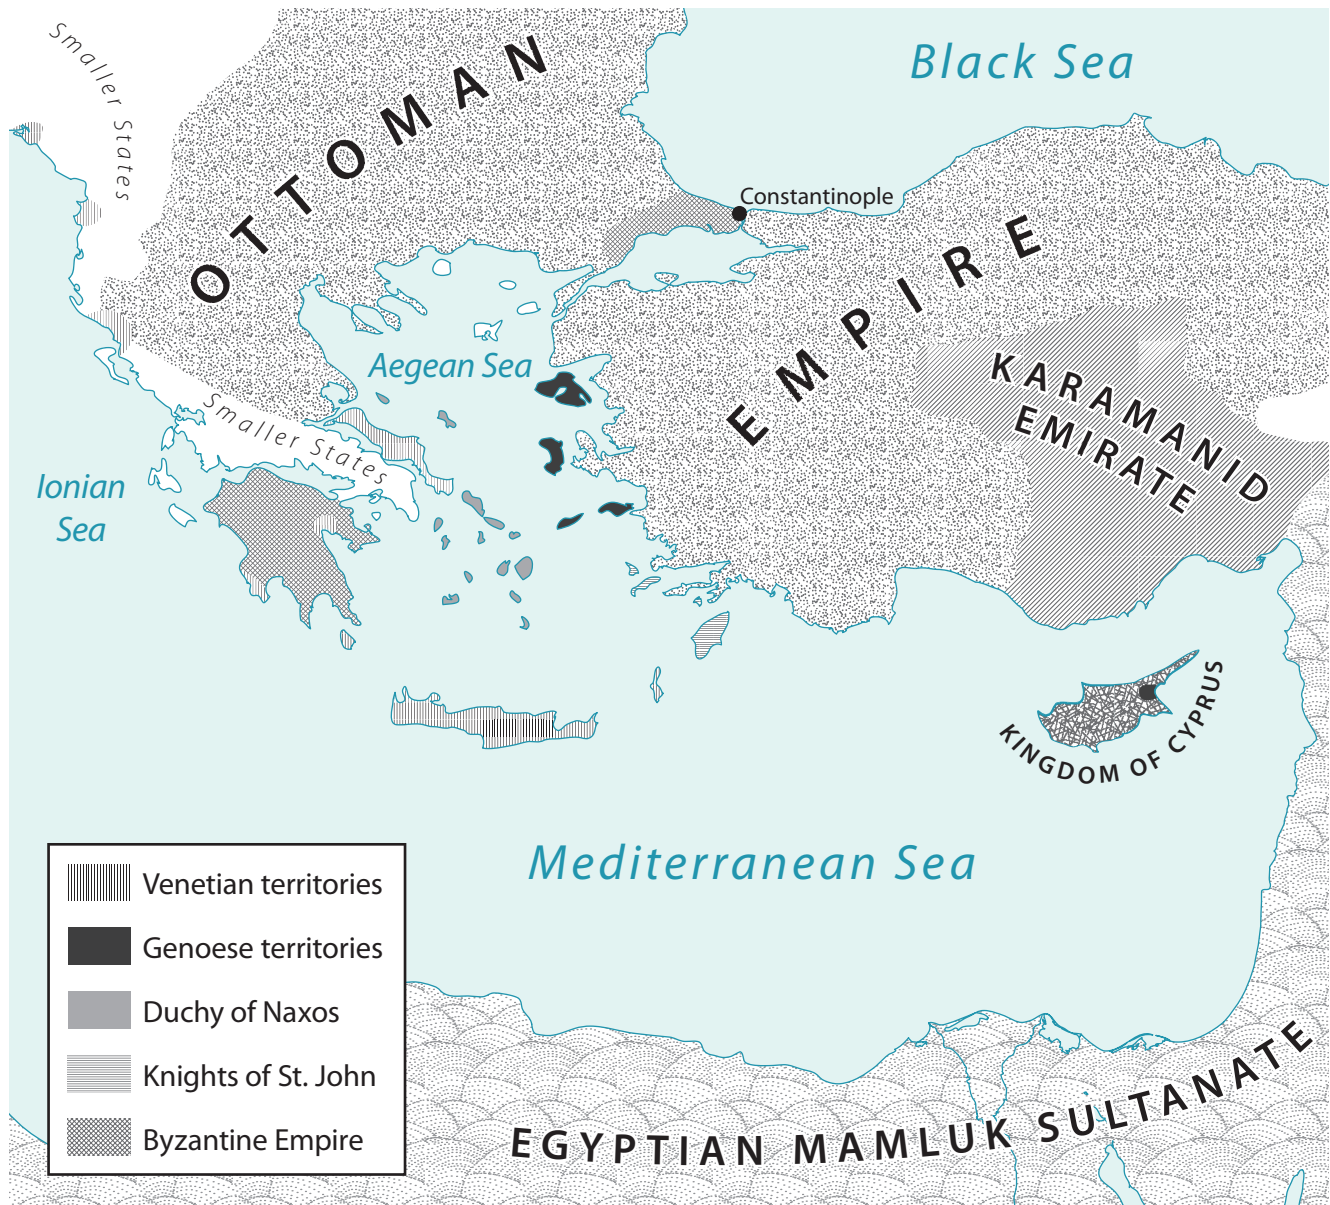 Smaller States
OTTOMAN
EMPIRE
Black Sea
Constantinople
Aegean Sea
KARAMANID
EMIRATE
Smaller States
Ionian
Sea
KINGDOM OF CYPRUS
Mediterranean Sea
Venetian territories
Genoese territories
Duchy of Naxos
Knights of St. John
Byzantine Empire
EGYPTIAN MAMLUK SULTANATE